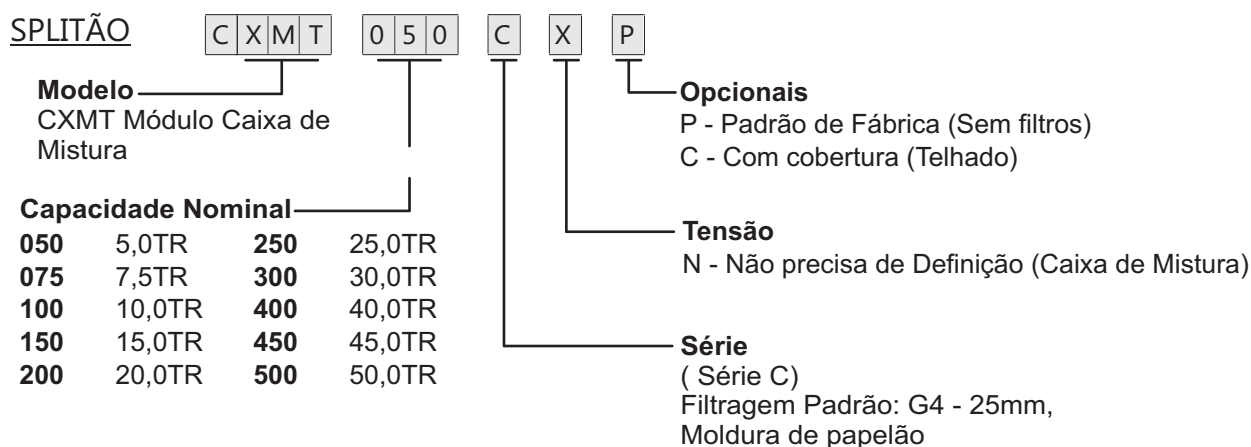 SPLITÃO
CXMT 050 C X P
Modelo
CXMT Módulo Caixa de
Mistura
Capacidade Nominal
050 5,0TR 250 25,0TR
075 7,5TR 300 30,0TR
100 10,0TR 400 40,0TR
150 15,0TR 450 45,0TR
200 20,0TR 500 50,0TR
Opcionais
P - Padrão de Fábrica (Sem filtros)
C - Com cobertura (Telhado)
Tensão
N - Não precisa de Definição (Caixa de Mistura)
Série
( Série C)
Filtragem Padrão: G4 - 25mm,
Moldura de papelão